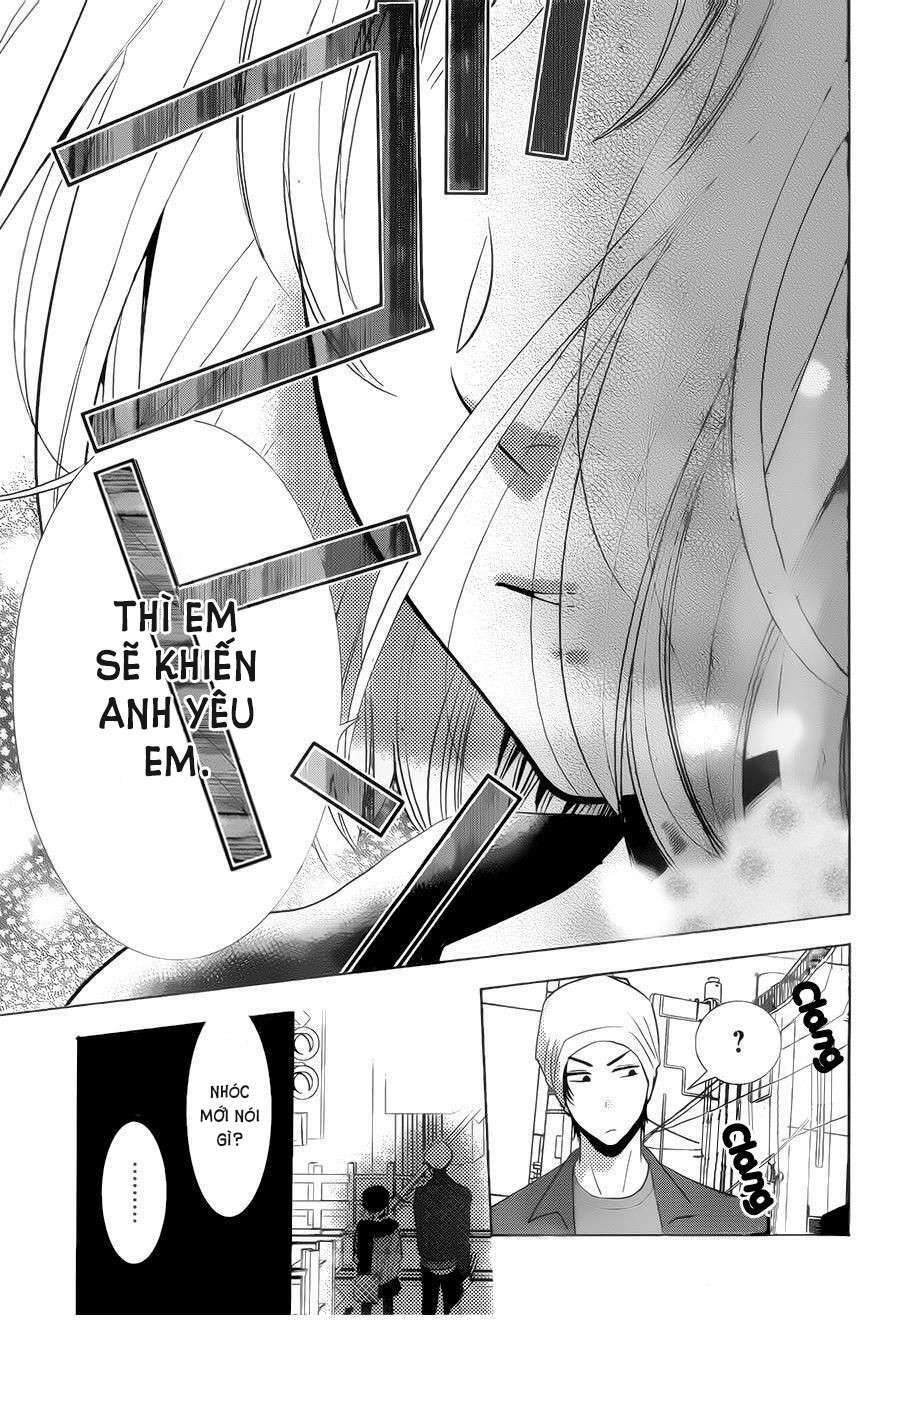 THÌ EM
SẼ KHIẾN
ANH YÊU
EM.
?
Clang
Clang
NHÓC
MỚI NÓI
GÌ?
.........